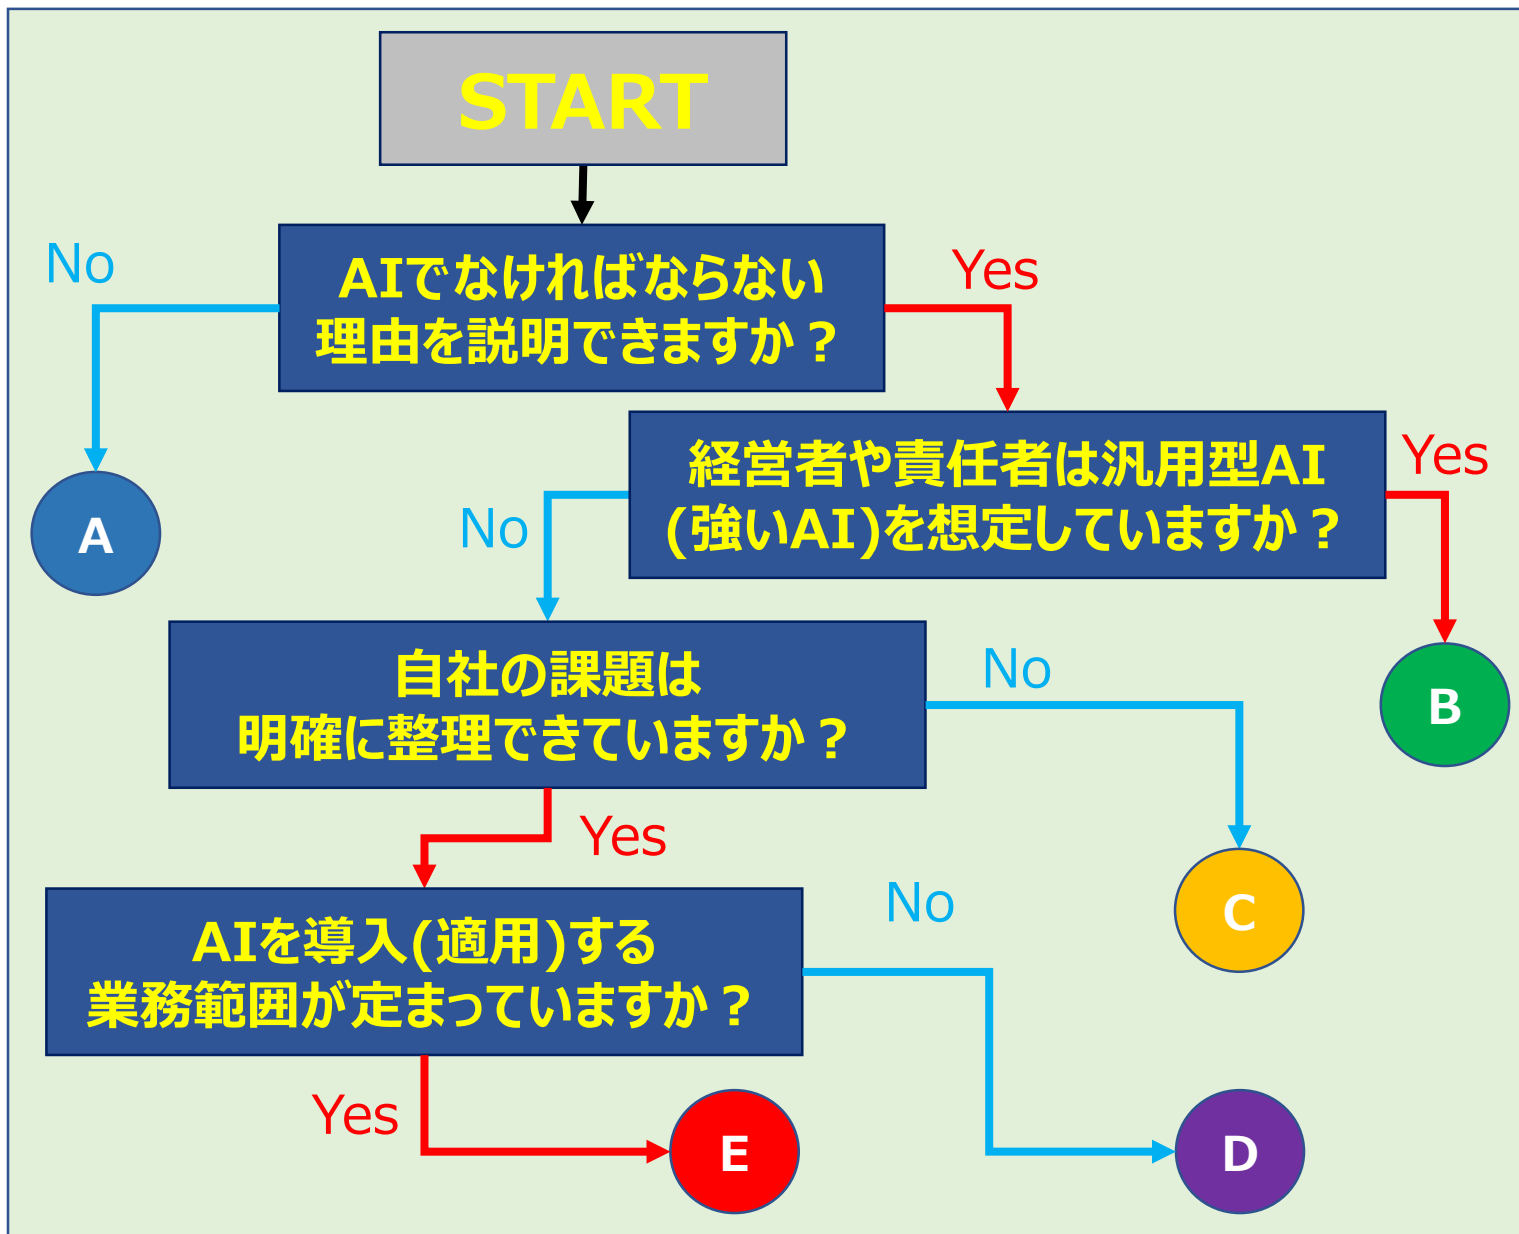 START
No
AIでなければならない
理由を説明できますか？
Yes
経営者や責任者は汎用型AI
(強いAI)を想定していますか？
Yes
A
No
自社の課題は
明確に整理できていますか？
No
B
Yes
AIを導入(適用)する
業務範囲が定まっていますか？
No
C
Yes
E
D